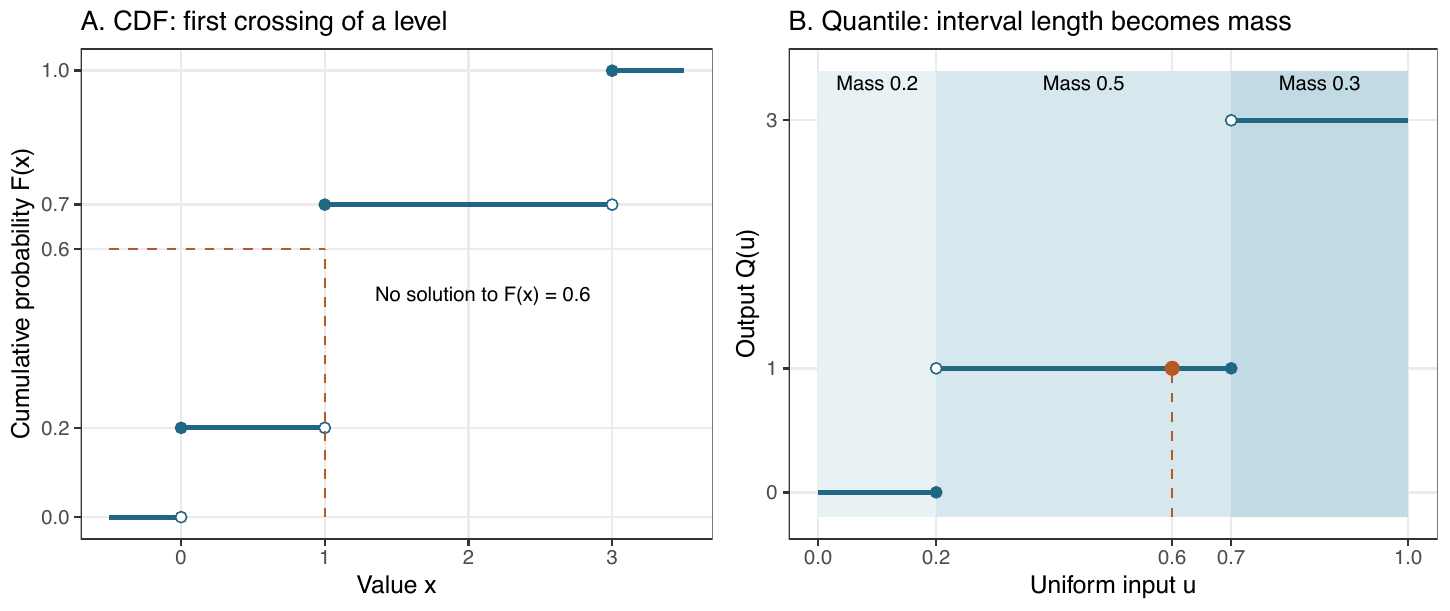 A. CDF: first crossing of a level
Cumulative probability F(x)
1.0
0.7
0.6
0.2
0.0
No solution to F(x) = 0.6
0
1
2
3
Value x
B. Quantile: interval length becomes mass
Output Q(u)
3
1
0
Mass 0.2
Mass 0.5
Mass 0.3
0.0
0.2
0.6
0.7
1.0
Uniform input u